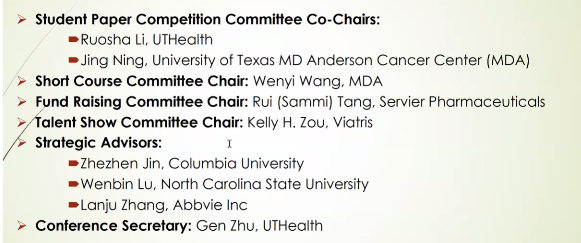 Student Paper Competition Committee Co-Chairs:
Ruosha Li, UTHealth
Jing Ning, University of Texas MD Anderson Cancer Center (MDA)
Short Course Committee Chair: Wenyi Wang, MDA
Fund Raising Committee Chair: Rui (Sammi) Tang, Servier Pharmaceuticals
Talent Show Committee Chair: Kelly H. Zou, Viatris
Strategic Advisors:
Zhezhen Jin, Columbia University
Wenbin Lu, North Carolina State University
Lanju Zhang, Abbvie Inc
Conference Secretary: Gen Zhu, UTHealth